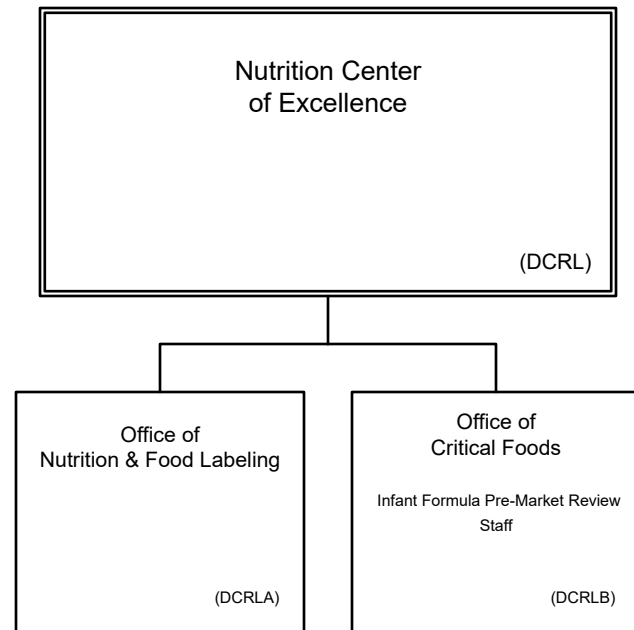 Nutrition Center
of Excellence
(DCRL)
Office of
Nutrition & Food Labeling
(DCRLA)
Office of
Critical Foods
Infant Formula Pre-Market Review
Staff
(DCRLB)